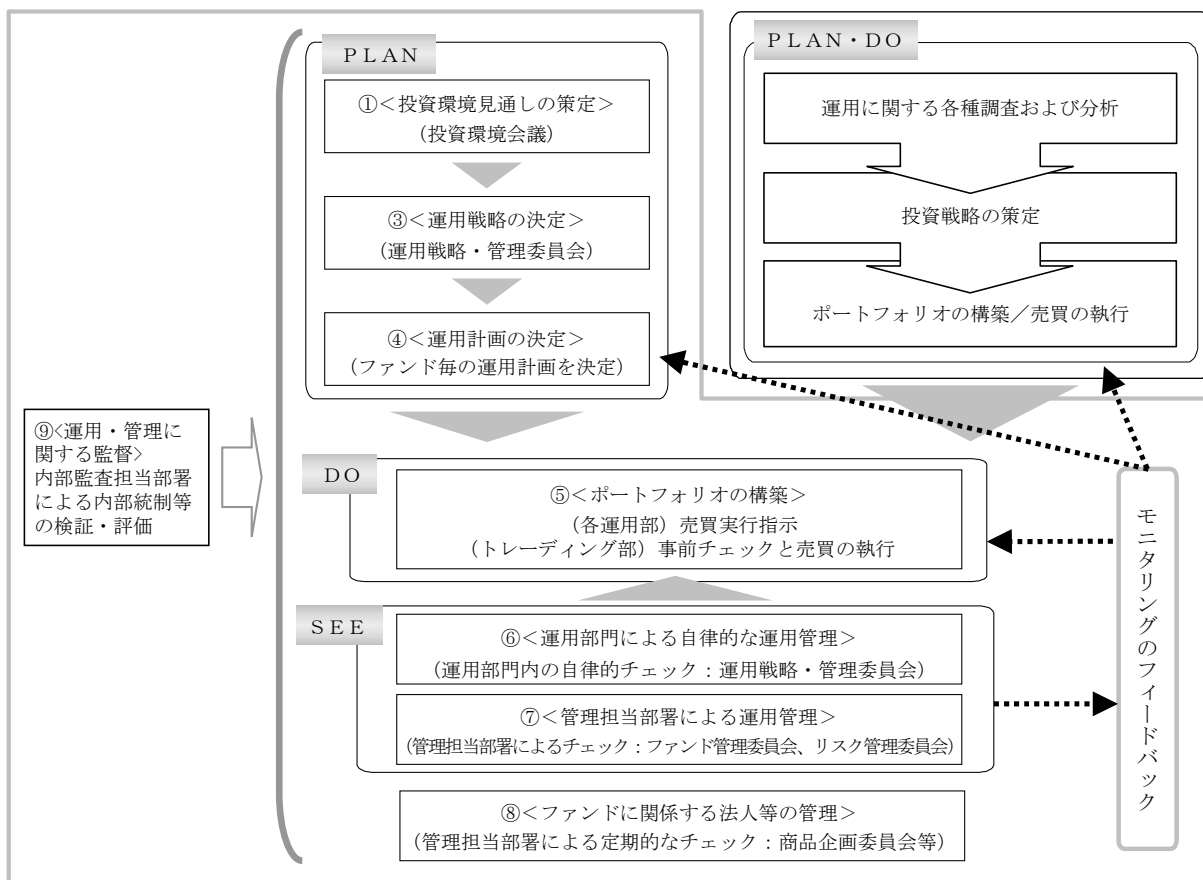 ＰＬＡＮ
①＜投資環境見通しの策定＞
（投資環境会議）
③＜運用戦略の決定＞
（運用戦略・管理委員会）
④＜運用計画の決定＞
（ファンド毎の運用計画を決定）
ＰＬＡＮ・ＤＯ
運用に関する各種調査および分析
投資戦略の策定
ポートフォリオの構築／売買の執行
⑨<運用・管理に
関する監督>
内部監査担当部署
による内部統制等
の検証・評価
ＤＯ
⑤＜ポートフォリオの構築＞
（各運用部）売買実行指示
（トレーディング部）事前チェックと売買の執行
ＳＥＥ
⑥＜運用部門による自律的な運用管理＞
（運用部門内の自律的チェック：運用戦略・管理委員会）
⑦＜管理担当部署による運用管理＞
（管理担当部署によるチェック：ファンド管理委員会、リスク管理委員会）
⑧＜ファンドに関係する法人等の管理＞
（管理担当部署による定期的なチェック：商品企画委員会等）
モニタリングのフィードバック